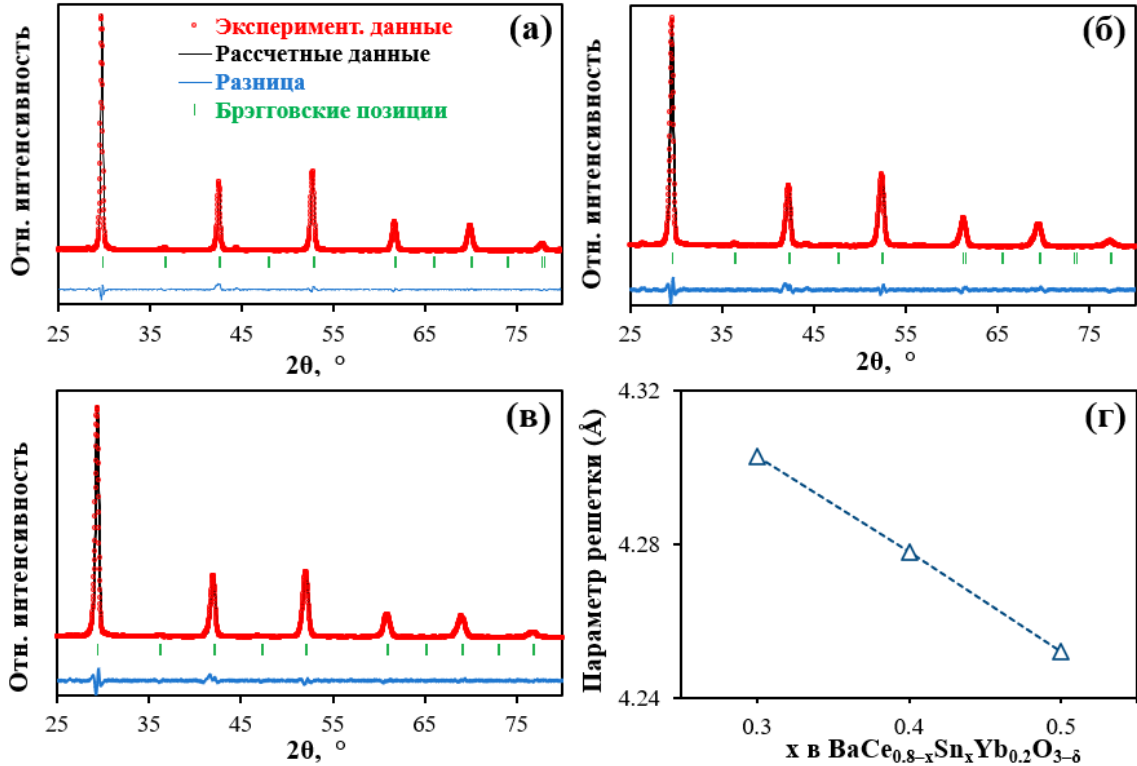 Отн. интенсивность
Эксперимент. данные
Рассчетные данные
Разница
Брэгговские позиции
(а)
25 35 45 55 65 75
2θ, °
Отн. интенсивность
(б)
25 35 45 55 65 75
2θ, °
Отн. интенсивность
(в)
25 35 45 55 65 75
2θ, °
Параметр решетки (Å)
(г)
4.32
4.28
4.24
0.3 0.4 0.5
x в BaCe₀.₈₋ₓSnₓYb₀.₂O₃₋δ